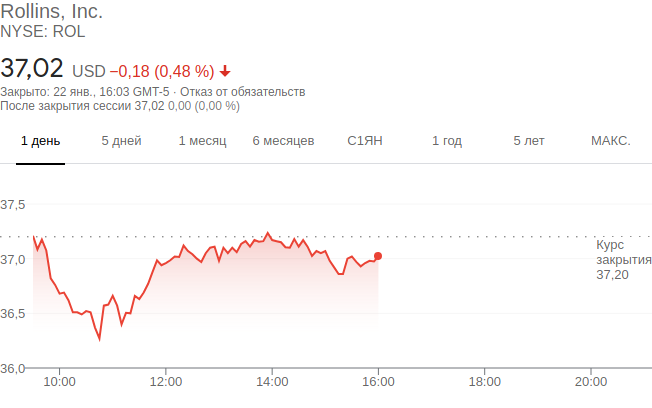 Rollins, Inc.
NYSE: ROL
37,02 USD −0,18 (0,48 %)
Закрыто: 22 янв., 16:03 GMT-5 · Отказ от обязательств
После закрытия сессии 37,02 0,00 (0,00 %)
1 день 5 дней 1 месяц 6 месяцев С1ЯН 1 год 5 лет МАКС.
37,5
Курс
закрытия
37,20
37,0
36,5
36,0
10:00 12:00 14:00 16:00 18:00 20:00